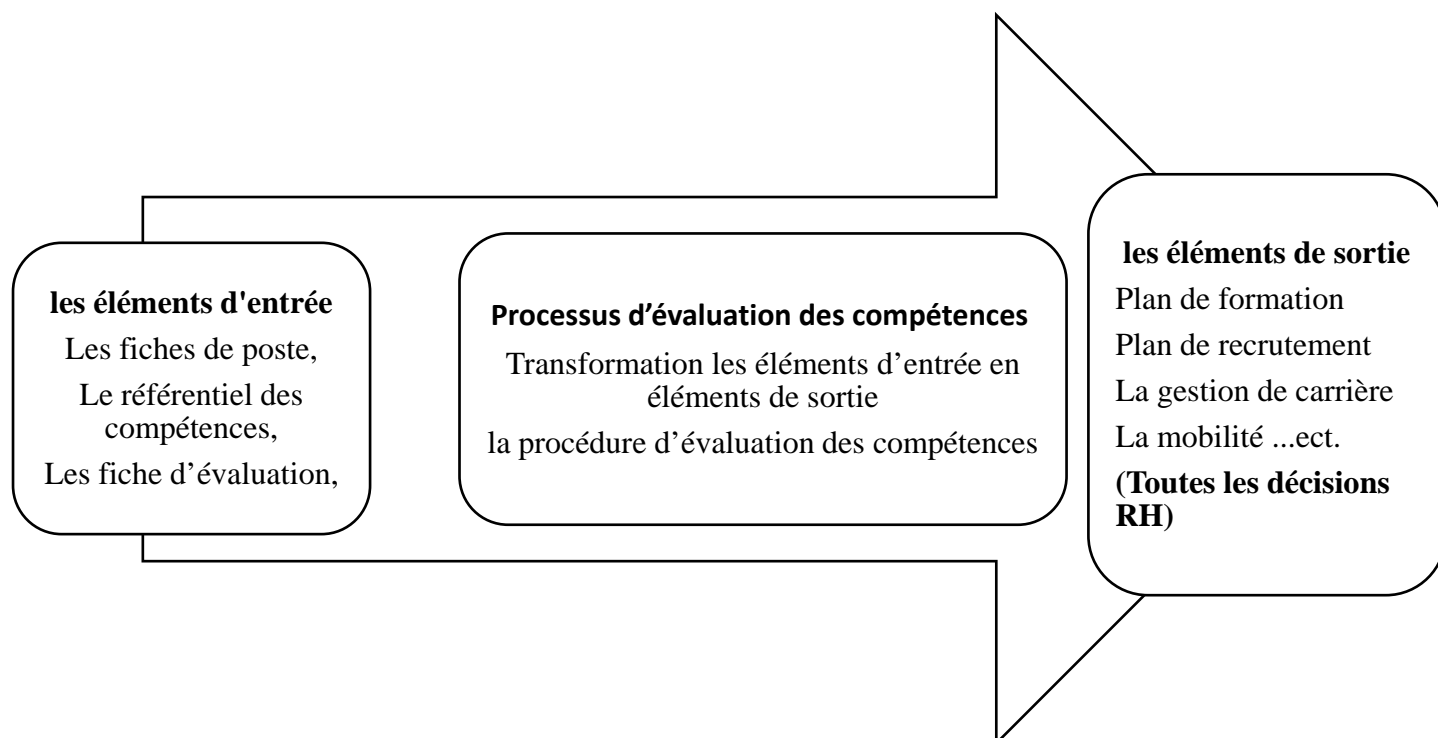 les éléments d'entrée
Les fiches de poste,
Le référentiel des
compétences,
Les fiche d’évaluation,
Processus d’évaluation des compétences
Transformation les éléments d’entrée en
éléments de sortie
la procédure d’évaluation des compétences
les éléments de sortie
Plan de formation
Plan de recrutement
La gestion de carrière
La mobilité ...ect.
(Toutes les décisions
RH)